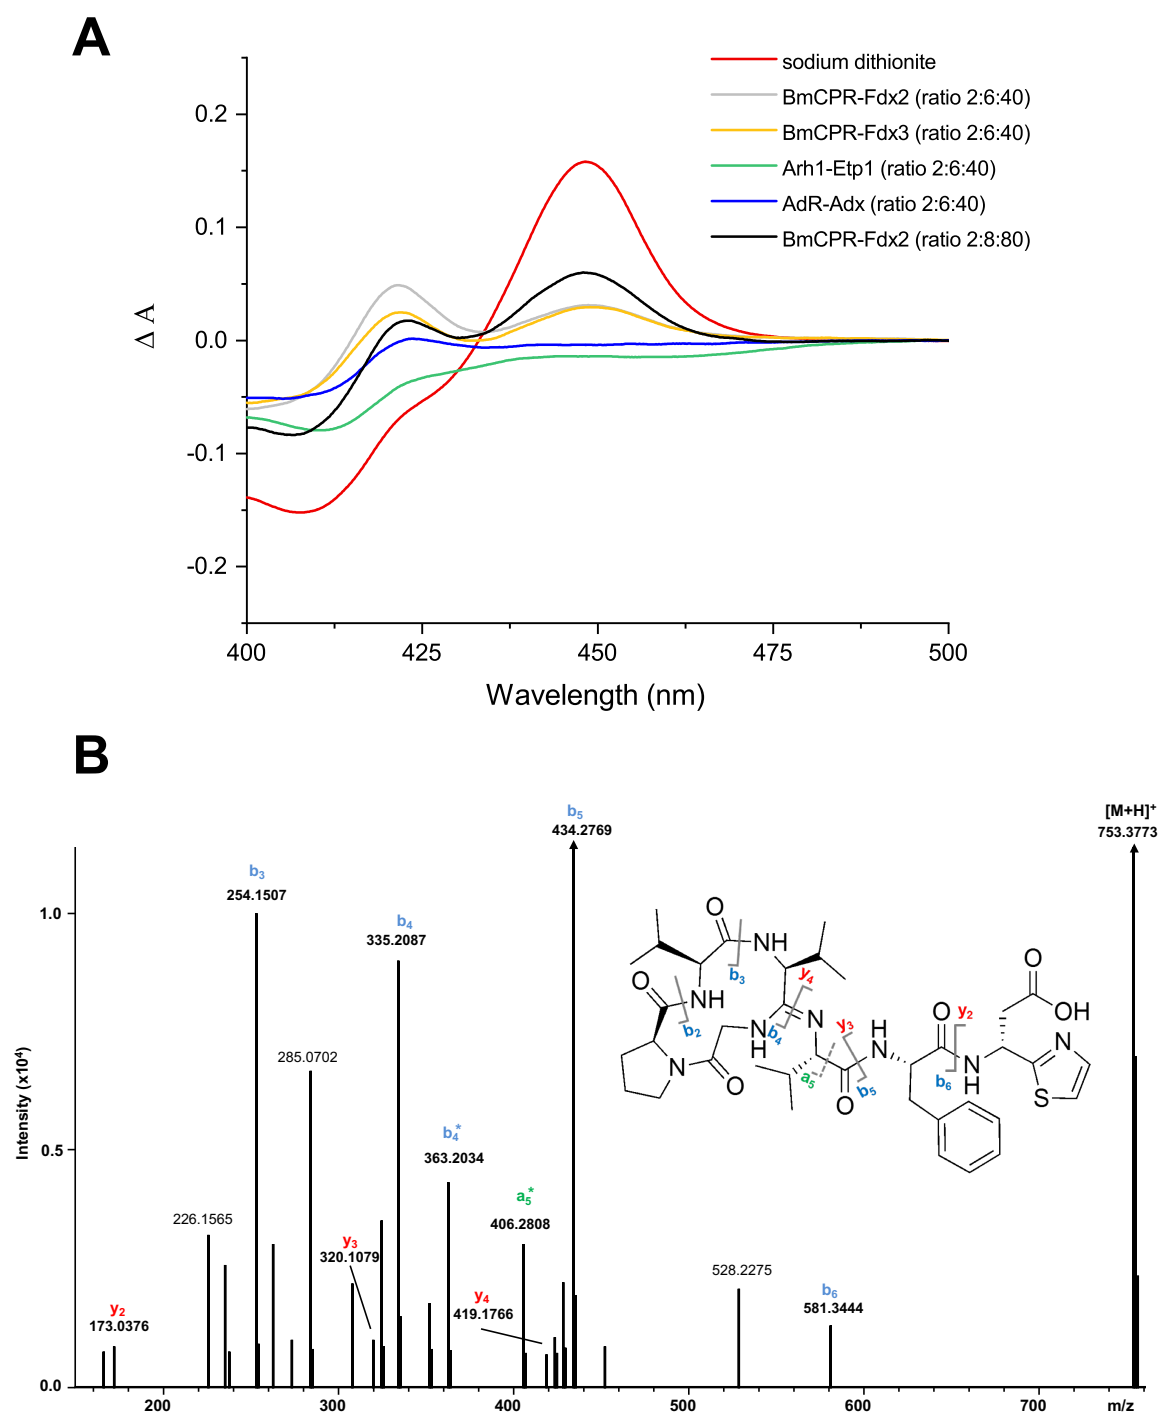 A
sodium dithionite
BmCPR-Fdx2 (ratio 2:6:40)
BmCPR-Fdx3 (ratio 2:6:40)
Arh1-Etp1 (ratio 2:6:40)
AdR-Adx (ratio 2:6:40)
BmCPR-Fdx2 (ratio 2:8:80)
0.2
0.1
0.0
-0.1
-0.2
Δ A
400 425 450 475 500
Wavelength (nm)
B
b5
434.2769
[M+H]+
753.3773
b3
254.1507
b4
335.2087
285.0702
b4*
363.2034
a5*
406.2808
226.1565
y3
320.1079
y4
419.1766
y2
173.0376
528.2275
b6
581.3444
O
NH
b3
y4
O
NH
b2
N
H
b4
N
y3
H
N
O
y2
O
OH
N
O
a5
O
b5
b6
N
H
N
S
1.0
0.5
0.0
Intensity (x10⁴)
200 300 400 500 600 700 m/z